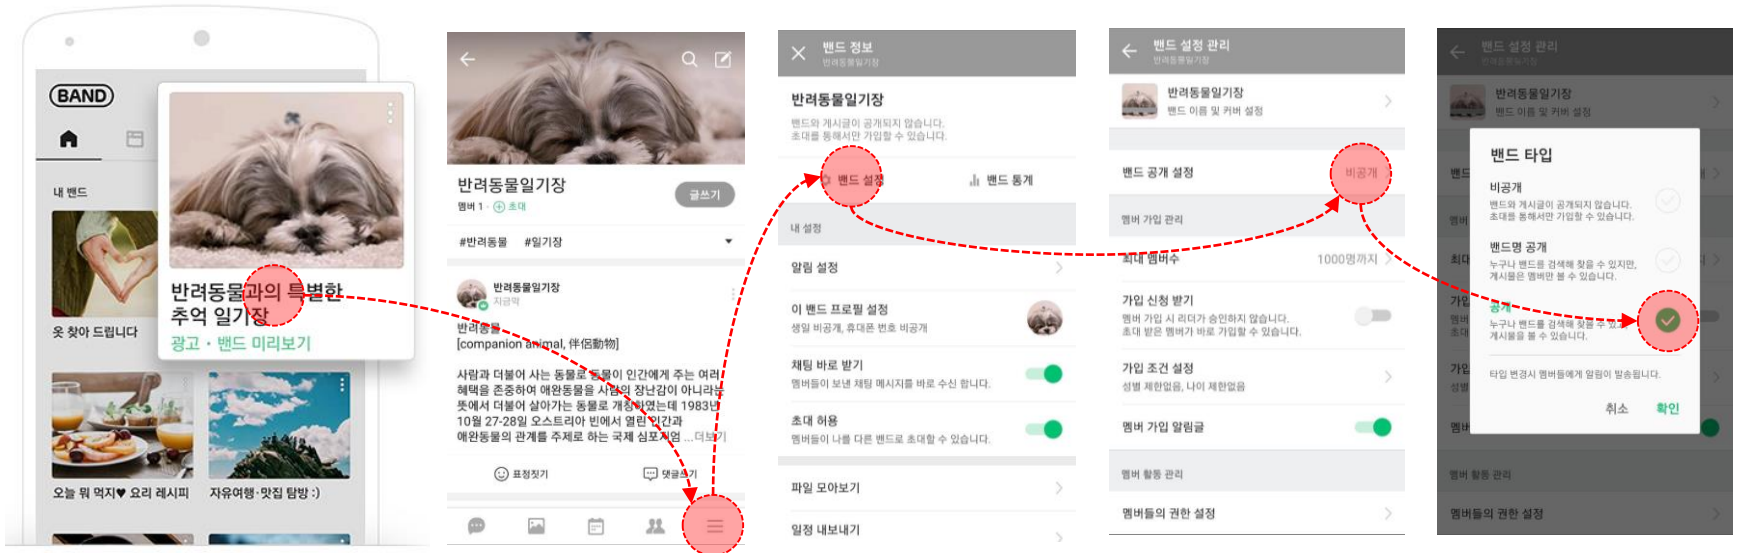 BAND
내 밴드
반려동물과의 특별한
추억 일기장
광고 · 밴드 미리보기
옷 찾아 드립니다
오늘 뭐 먹지♥ 요리 레시피
자유여행·맛집 탐방 :)
반려동물일기장
멤버 1 · 초대
글쓰기
#반려동물 #일기장
반려동물일기장
지금막
반려동물
[companion animal, 伴侶動物]
사람과 더불어 사는 동물로 동물이 인간에게 주는 여러
혜택을 존중하여 애완동물을 사람의 장난감이 아니라는
뜻에서 더불어 살아가는 동물로 개칭하였는데 1983년
10월 27-28일 오스트리아 빈에서 열린 인간과
애완동물의 관계를 주제로 하는 국제 심포지엄 ...더보기
표정짓기
댓글쓰기
밴드 정보
반려동물일기장
반려동물일기장
밴드와 게시글이 공개되지 않습니다.
초대를 통해서만 가입할 수 있습니다.
밴드 설정
밴드 통계
내 설정
알림 설정
이 밴드 프로필 설정
생일 비공개, 휴대폰 번호 비공개
채팅 바로 받기
멤버들이 보낸 채팅 메시지를 바로 수신 합니다.
초대 허용
멤버들이 나를 다른 밴드로 초대할 수 있습니다.
파일 모아보기
일정 내보내기
밴드 설정 관리
반려동물일기장
반려동물일기장
밴드 이름 및 커버 설정
밴드 공개 설정
비공개
멤버 가입 관리
최대 멤버수
1000명까지
가입 신청 받기
멤버 가입 시 리더가 승인하지 않습니다.
초대 받은 멤버가 바로 가입할 수 있습니다.
가입 조건 설정
성별 제한없음, 나이 제한없음
멤버 가입 알림글
멤버 활동 관리
멤버들의 권한 설정
밴드 설정 관리
반려동물일기장
반려동물일기장
밴드 이름 및 커버 설정
밴드 타입
비공개
밴드와 게시글이 공개되지 않습니다.
초대를 통해서만 가입할 수 있습니다.
밴드명 공개
누구나 밴드를 검색해 찾을 수 있지만,
게시물은 멤버만 볼 수 있습니다.
공개
누구나 밴드를 검색해 찾을 수 있고
게시물을 볼 수 있습니다.
타입 변경시 멤버들에게 알림이 발송됩니다.
취소
확인
멤버 활동 관리
멤버들의 권한 설정